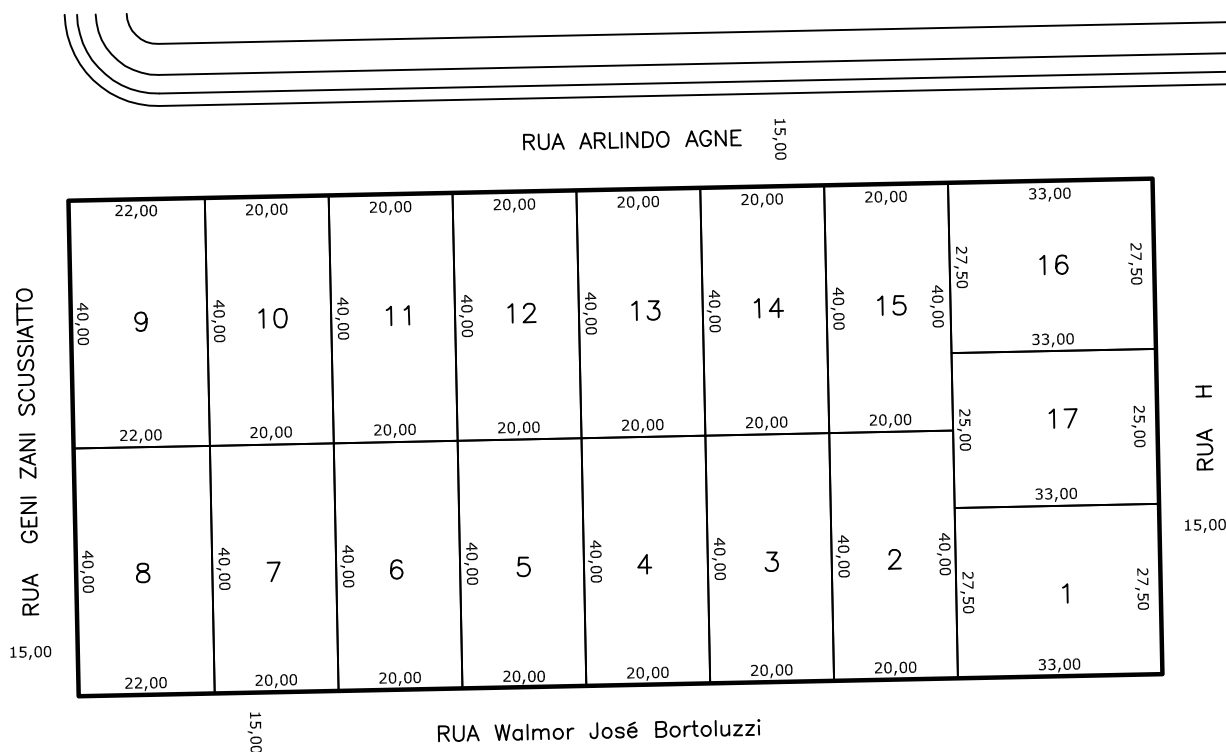 RUA ARLINDO AGNE
15,00
22,00 20,00 20,00 20,00 20,00 20,00 20,00 33,00
40,00 9 40,00 10 40,00 11 40,00 12 40,00 13 40,00 14 40,00 15 40,00 27,50 16 27,50
33,00
22,00 20,00 20,00 20,00 20,00 20,00 20,00
25,00 17 25,00
33,00
40,00 8 40,00 7 40,00 6 40,00 5 40,00 4 40,00 3 40,00 2 40,00 27,50 1 27,50
22,00 20,00 20,00 20,00 20,00 20,00 20,00 33,00
RUA GENI ZANI SCUSSIATTO
15,00
RUA H
15,00
15,00
RUA Walmor José Bortoluzzi